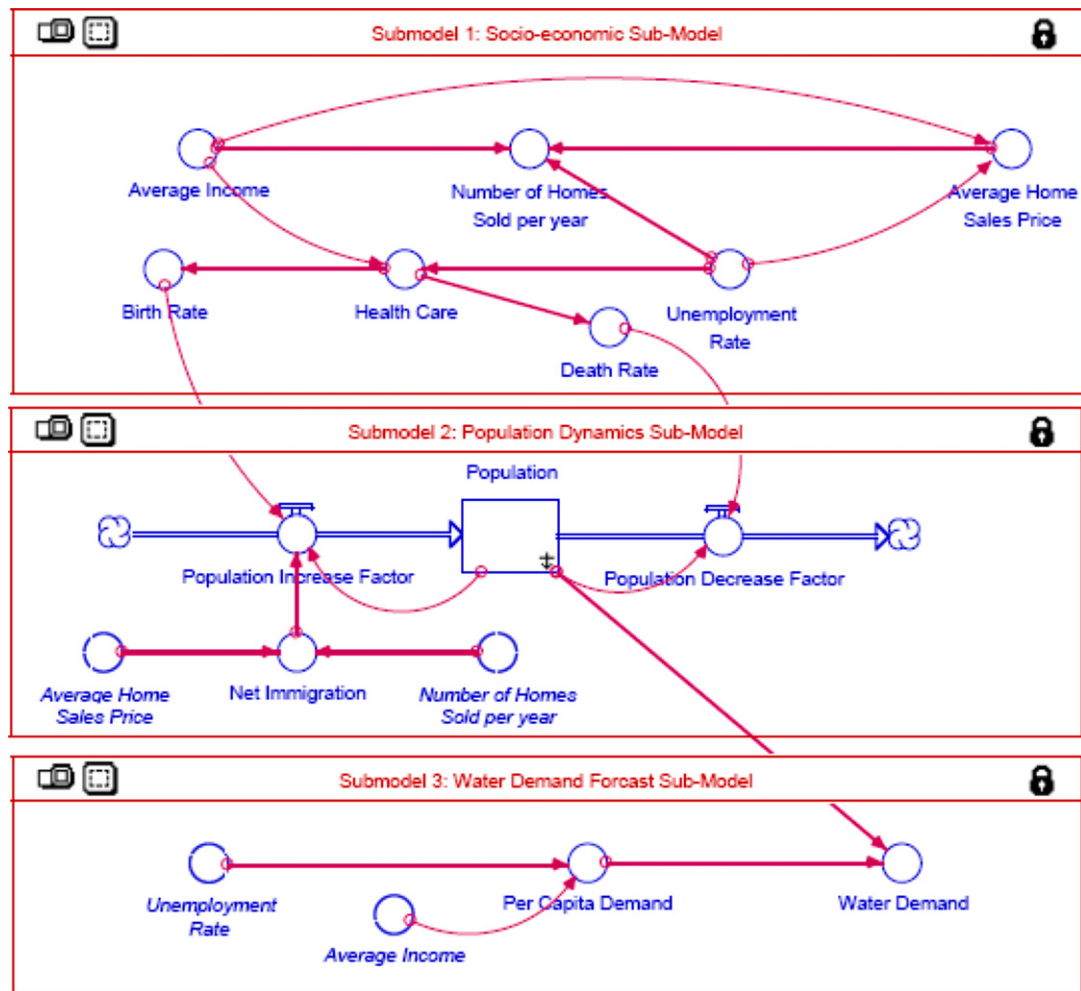 Submodel 1: Socio-economic Sub-Model
Average Income
Number of Homes
Sold per year
Average Home
Sales Price
Birth Rate
Health Care
Unemployment
Rate
Death Rate
Submodel 2: Population Dynamics Sub-Model
Population
Population Increase Factor
Population Decrease Factor
Average Home
Sales Price
Net Immigration
Number of Homes
Sold per year
Submodel 3: Water Demand Forcast Sub-Model
Unemployment
Rate
Average Income
Per Capita Demand
Water Demand